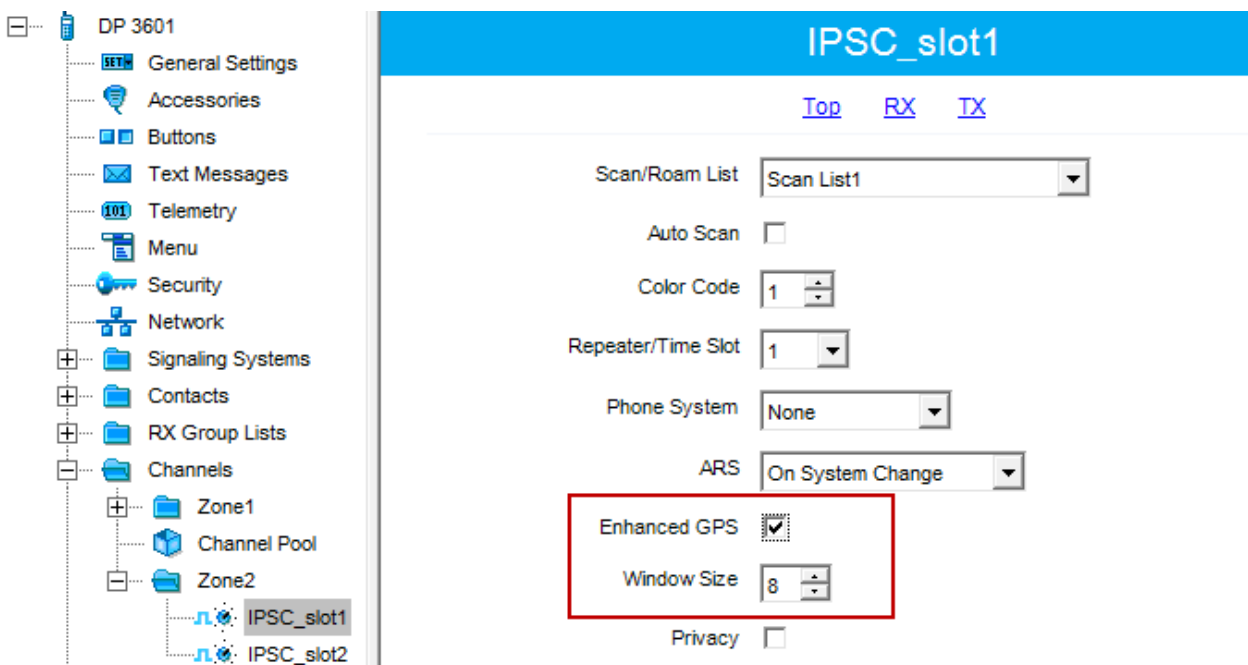 DP 3601
SET
General Settings
Accessories
Buttons
Text Messages
101
Telemetry
Menu
Security
Network
Signaling Systems
Contacts
RX Group Lists
Channels
Zone1
Channel Pool
Zone2
IPSC_slot1
IPSC_slot2
IPSC_slot1
Top RX TX
Scan/Roam List Scan List1
Auto Scan
Color Code 1
Repeater/Time Slot 1
Phone System None
ARS On System Change
Enhanced GPS
Window Size 8
Privacy